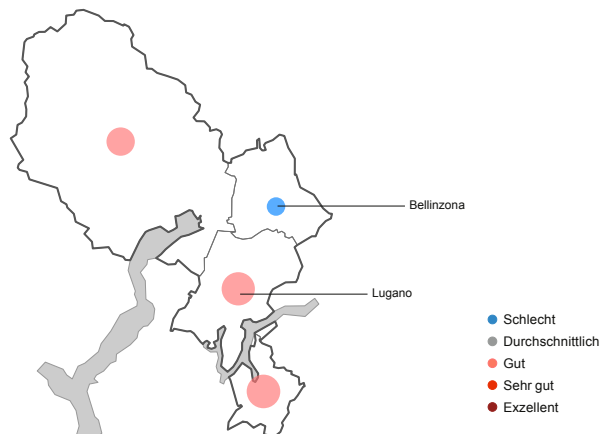 Bellinzona
Lugano
Schlecht
Durchschnittlich
Gut
Sehr gut
Exzellent